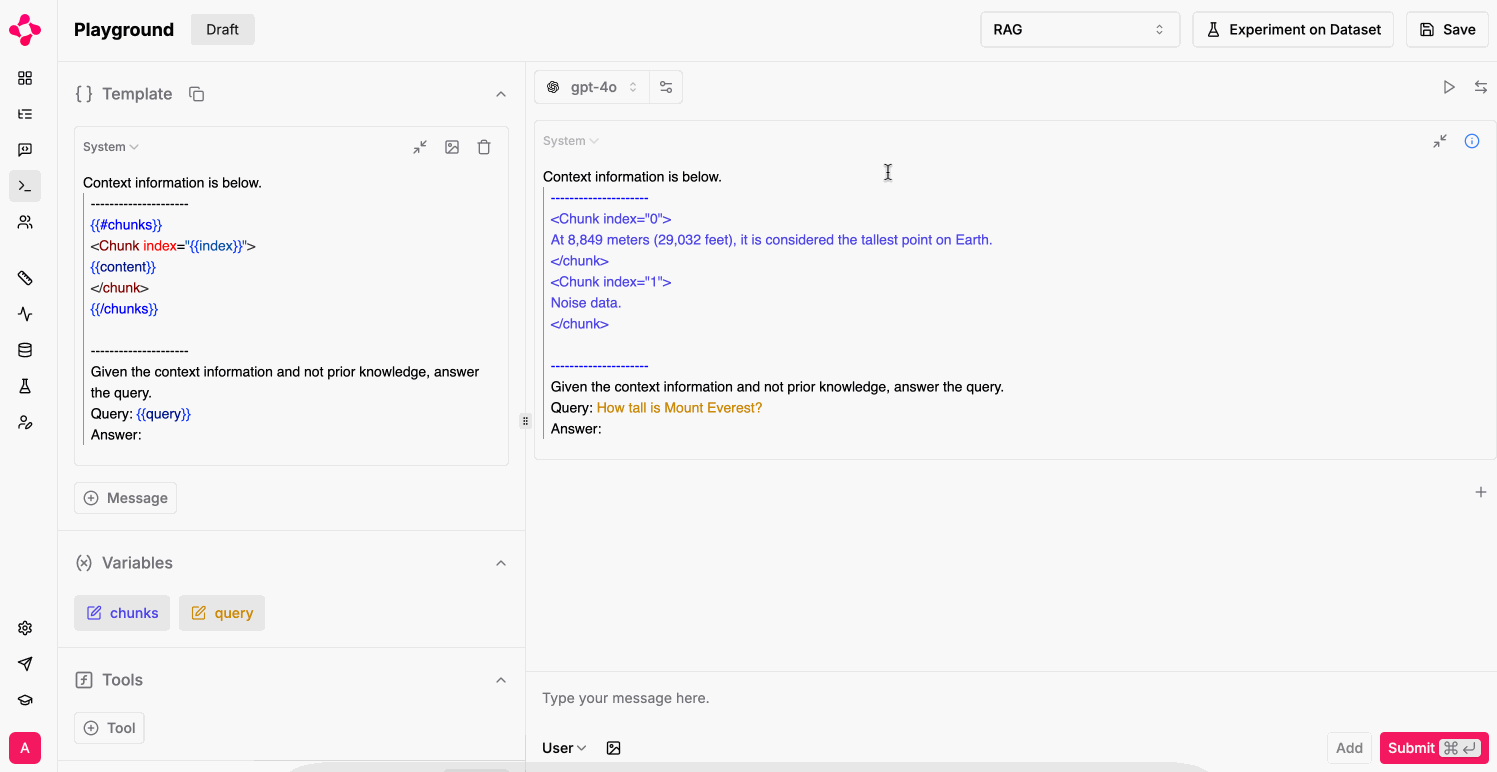 Playground
Draft
RAG
Experiment on Dataset
Save
Template
System
Context information is below.
---------------------
{{#chunks}}
<Chunk index="{{index}}">
{{content}}
</chunk>
{{/chunks}}
---------------------
Given the context information and not prior knowledge, answer
the query.
Query: {{query}}
Answer:
Message
Variables
chunks
query
Tools
Tool
A
gpt-4o
System
Context information is below.
---------------------
<Chunk index="0">
At 8,849 meters (29,032 feet), it is considered the tallest point on Earth.
</chunk>
<Chunk index="1">
Noise data.
</chunk>
---------------------
Given the context information and not prior knowledge, answer the query.
Query: How tall is Mount Everest?
Answer:
Type your message here.
User
Add
Submit